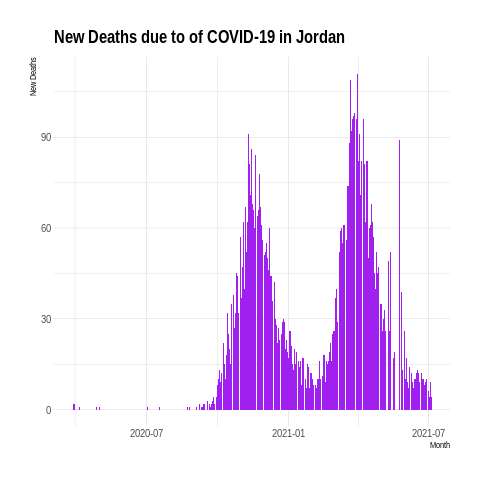 New Deaths due to of COVID-19 in Jordan
New Deaths
90
60
30
0
2020-07
2021-01
2021-07
Month